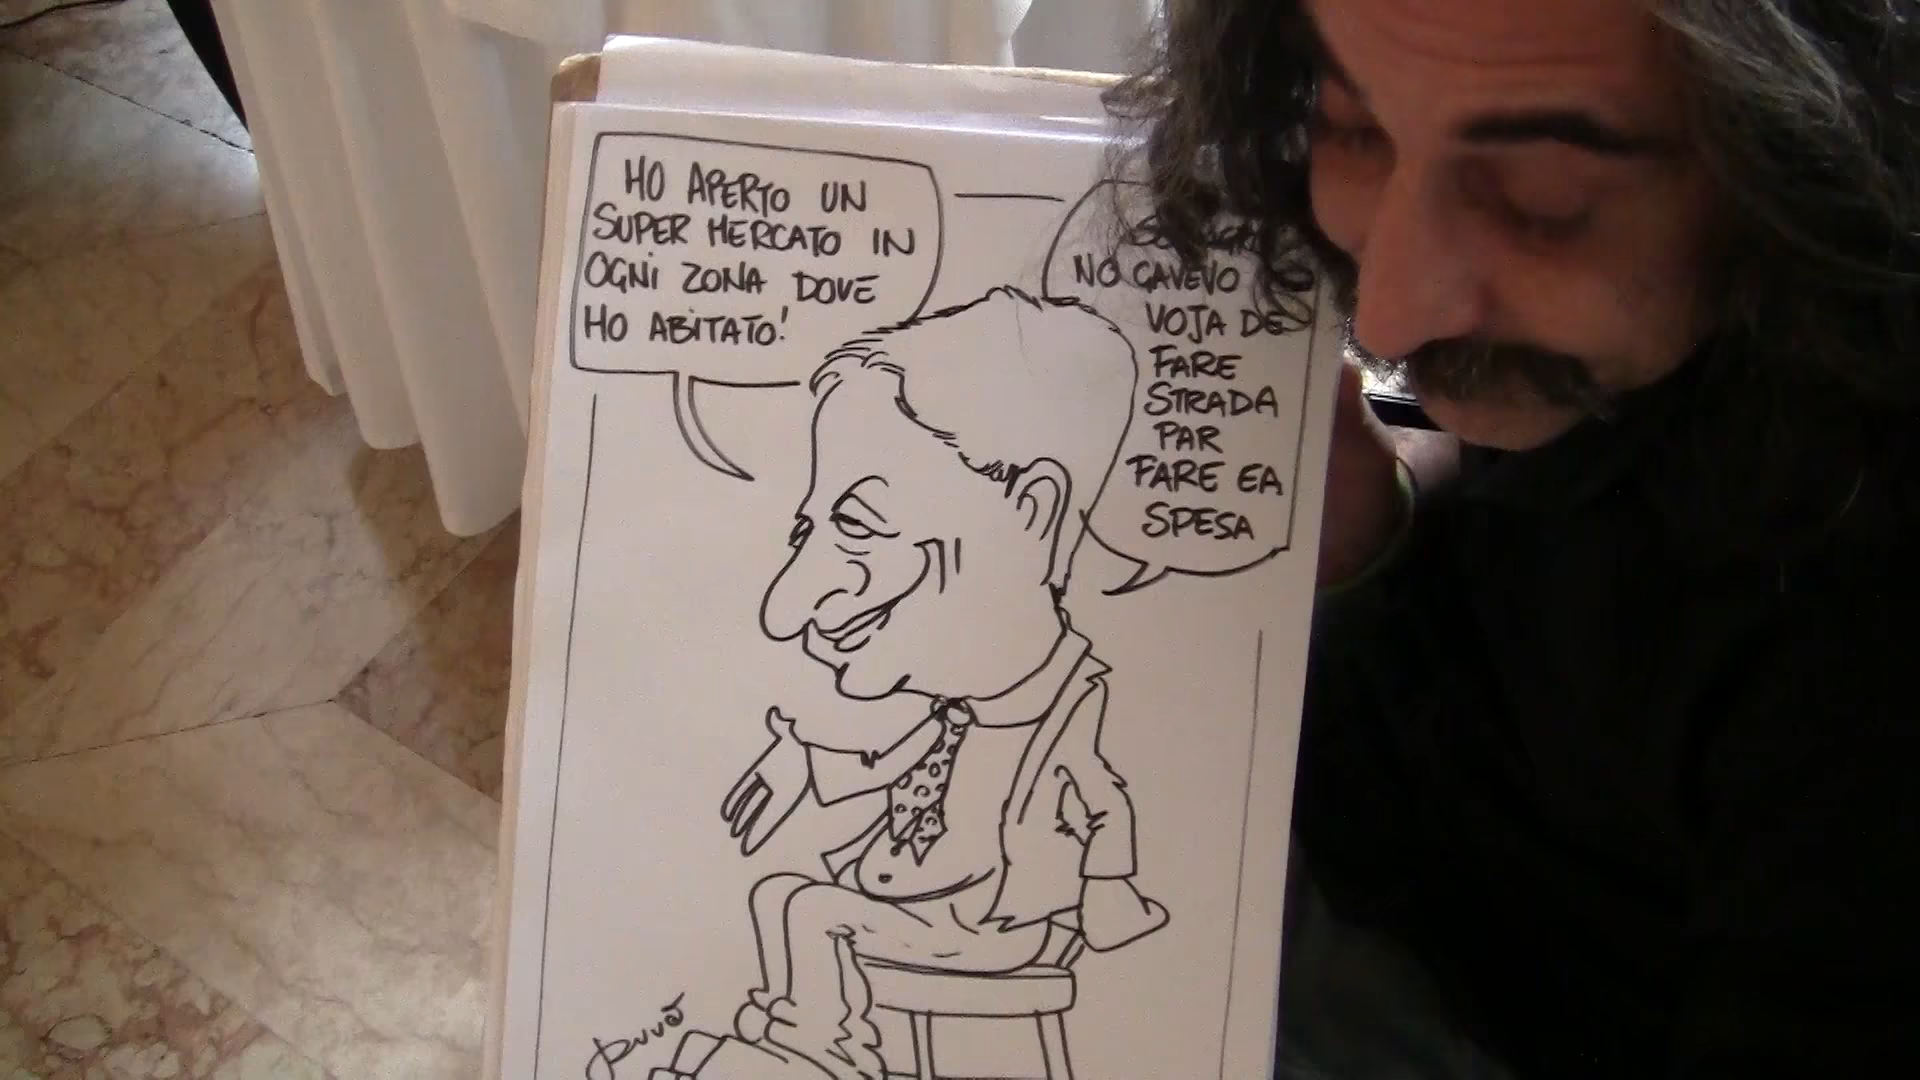 HO APERTO UN
SUPER MERCATO IN
OGNI ZONA DOVE
HO ABITATO!
NO GAVEVO
VOJA DE
FARE
STRADA
PAR
FARE EA
SPESA